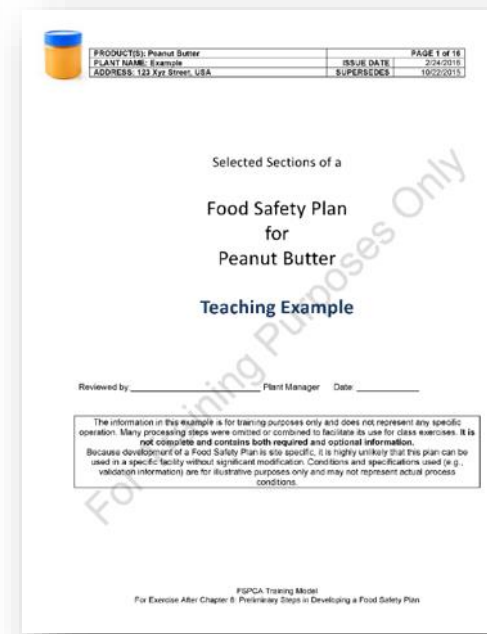 PRODUCT(S): Peanut Butter PAGE 1 of 16
PLANT NAME: Example ISSUE DATE 2/24/2016
ADDRESS: 123 Xyz Street, USA SUPERSEDES 10/22/2015
Selected Sections of a
Food Safety Plan
for
Peanut Butter
Teaching Example
Reviewed by: Plant Manager Date:
The information in this example is for training purposes only and does not represent any specific
operation. Many processing steps were omitted or combined to facilitate its use for class exercises. It is
not complete and contains both required and optional information.
Because development of a Food Safety Plan is site specific, it is highly unlikely that this plan can be
used in a specific facility without significant modification. Conditions and specifications used (e.g.,
validation information) are for illustrative purposes only and may not represent actual process
conditions.
For Training Purposes Only
FSPCA Training Model
For Exercise After Chapter 6: Preliminary Steps in Developing a Food Safety Plan